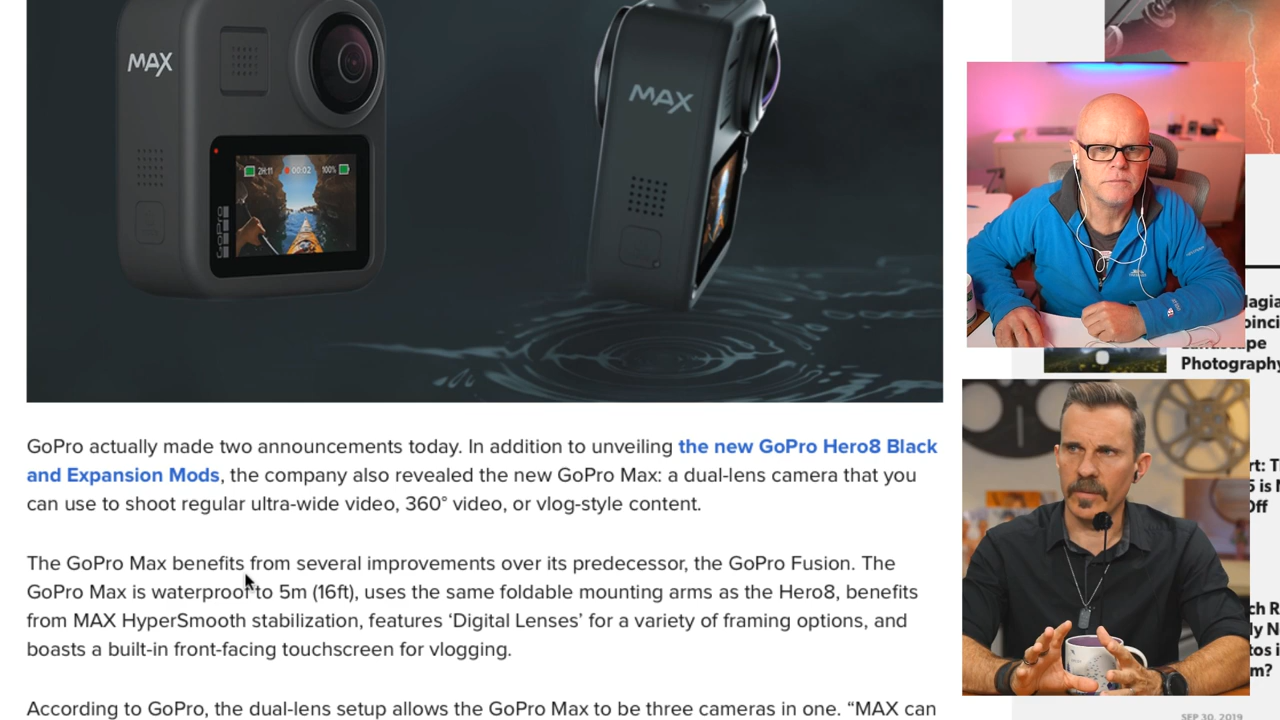 MAX
MAX
2H:11 00:02 100%
GoPro
GoPro actually made two announcements today. In addition to unveiling the new GoPro Hero8 Black
and Expansion Mods, the company also revealed the new GoPro Max: a dual-lens camera that you
can use to shoot regular ultra-wide video, 360° video, or vlog-style content.
The GoPro Max benefits from several improvements over its predecessor, the GoPro Fusion. The
GoPro Max is waterproof to 5m (16ft), uses the same foldable mounting arms as the Hero8, benefits
from MAX HyperSmooth stabilization, features ‘Digital Lenses’ for a variety of framing options, and
boasts a built-in front-facing touchscreen for vlogging.
According to GoPro, the dual-lens setup allows the GoPro Max to be three cameras in one. “MAX can
Photography
SEP 30, 2019